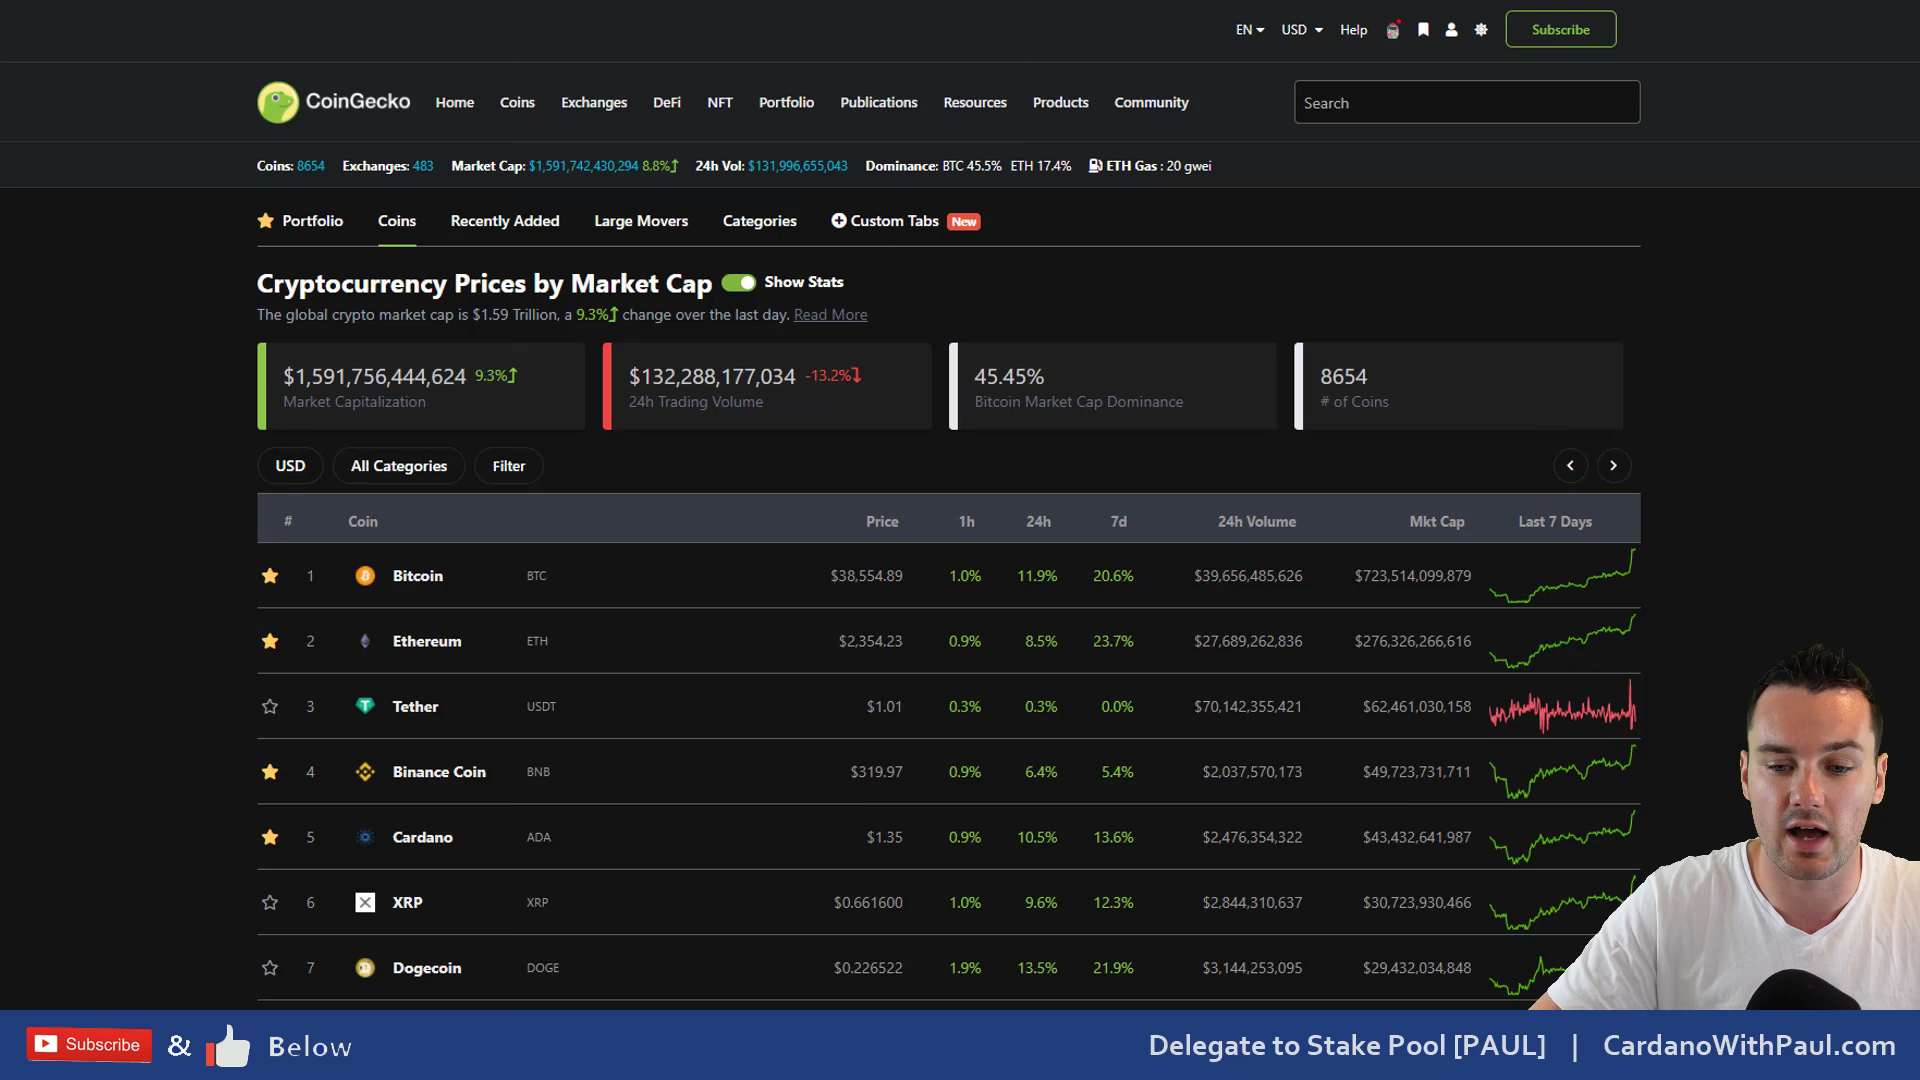 EN USD Help Subscribe
CoinGecko Home Coins Exchanges DeFi NFT Portfolio Publications Resources Products Community Search
Coins: 8654 Exchanges: 483 Market Cap: $1,591,742,430,294 8.8% 24h Vol: $131,996,655,043 Dominance: BTC 45.5% ETH 17.4% ETH Gas : 20 gwei
Portfolio Coins Recently Added Large Movers Categories Custom Tabs New
Cryptocurrency Prices by Market Cap Show Stats
The global crypto market cap is $1.59 Trillion, a 9.3% change over the last day. Read More
$1,591,756,444,624 9.3% $132,288,177,034 -13.2% 45.45% 8654
Market Capitalization 24h Trading Volume Bitcoin Market Cap Dominance # of Coins
USD All Categories Filter
# Coin Price 1h 24h 7d 24h Volume Mkt Cap Last 7 Days
1 Bitcoin BTC $38,554.89 1.0% 11.9% 20.6% $39,656,485,626 $723,514,099,879
2 Ethereum ETH $2,354.23 0.9% 8.5% 23.7% $27,689,262,836 $276,326,266,616
3 Tether USDT $1.01 0.3% 0.3% 0.0% $70,142,355,421 $62,461,030,158
4 Binance Coin BNB $319.97 0.9% 6.4% 5.4% $2,037,570,173 $49,723,731,711
5 Cardano ADA $1.35 0.9% 10.5% 13.6% $2,476,354,322 $43,432,641,987
6 XRP XRP $0.661600 1.0% 9.6% 12.3% $2,844,310,637 $30,723,930,466
7 Dogecoin DOGE $0.226522 1.9% 13.5% 21.9% $3,144,253,095 $29,432,034,848
Subscribe & Below Delegate to Stake Pool [PAUL] | CardanoWithPaul.com